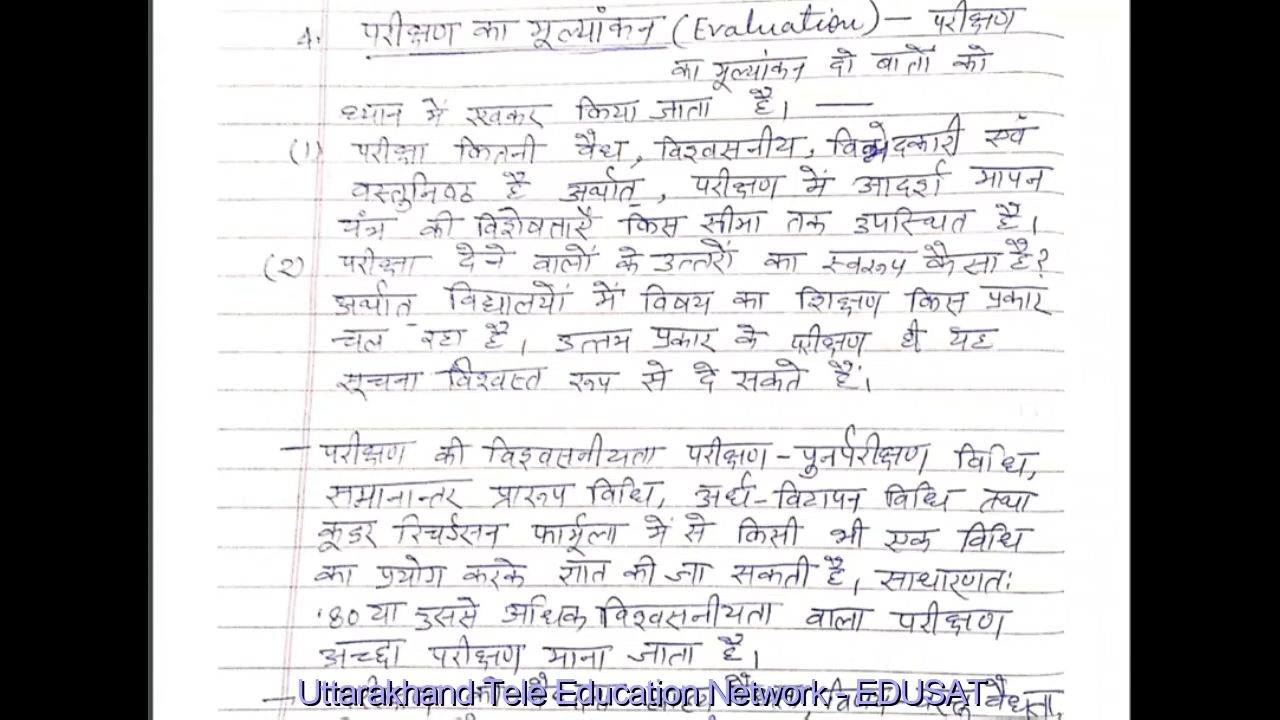 4. परीक्षण का मूल्यांकन (Evaluation) — परीक्षण
का मूल्यांकन दो बातों को
ध्यान में रखकर किया जाता है। —
(1) परीक्षा कितनी वैध, विश्वसनीय, विभेदकारी एवं
वस्तुनिष्ठ है अर्थात्, परीक्षण में आदर्श मापन
यंत्र की विशेषताएँ किस सीमा तक उपस्थित है।
(2) परीक्षा देने वालों के उत्तरों का स्वरूप कैसा है?
अर्थात् विद्यालयों में विषय का शिक्षण किस प्रकार
चल रहा है। उत्तम प्रकार के परीक्षण ही यह
सूचना विश्वस्त रूप से दे सकते हैं।
— परीक्षण की विश्वसनीयता परीक्षण-पुनर्परीक्षण विधि,
समानान्तर प्रारूप विधि, अर्ध-विटापन विधि तथा
कूडर रिचर्डसन फार्मूला में से किसी भी एक विधि
का प्रयोग करके ज्ञात की जा सकती है। साधारणतः
.80 या उससे अधिक विश्वसनीयता वाला परीक्षण
अच्छा परीक्षण माना जाता है।
Uttarakhand Tele Education Network - EDUSAT